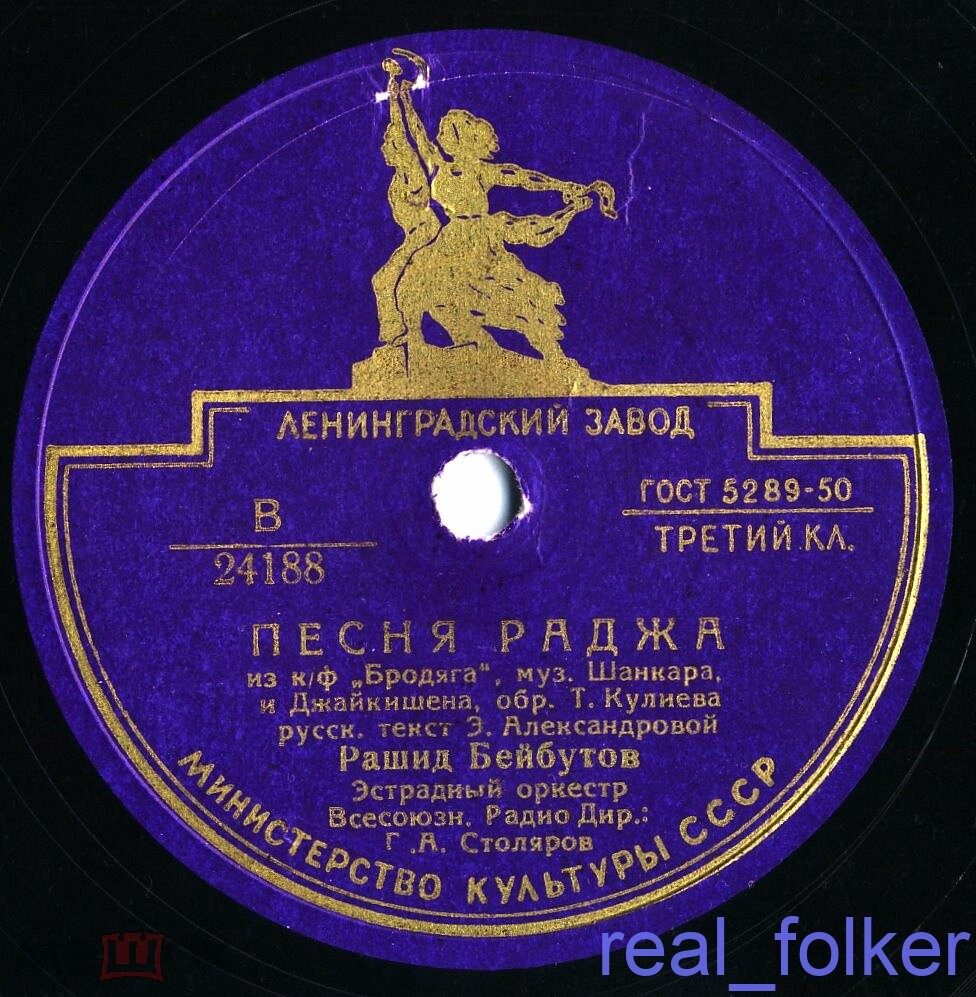 ЛЕНИНГРАДСКИЙ ЗАВОД
В
24188
ГОСТ 5289-50
ТРЕТИЙ КЛ.
ПЕСНЯ РАДЖА
из к/ф „Бродяга“, муз. Шанкара,
и Джайкишена, обр. Т. Кулиева
русск. текст Э. Александровой
Рашид Бейбутов
Эстрадный оркестр
Всесоюзн. Радио Дир.:
Г.А. Столяров
МИНИСТЕРСТВО КУЛЬТУРЫ СССР
real_folker